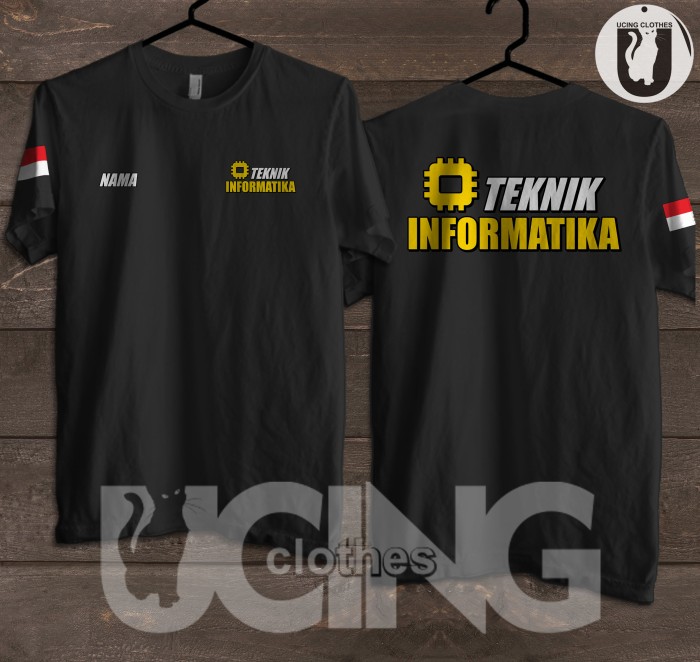 UCING CLOTHES
U
NAMA
TEKNIK
INFORMATIKA
TEKNIK
INFORMATIKA
UCING
clothes